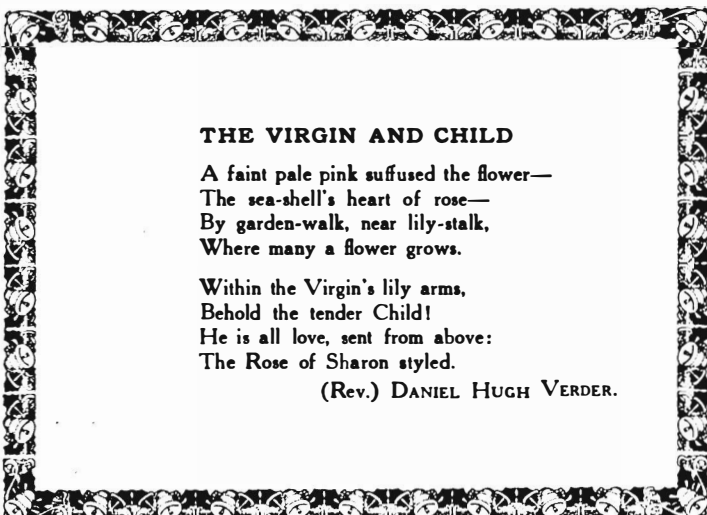 THE VIRGIN AND CHILD
A faint pale pink suffused the flower—
The sea-shell's heart of rose—
By garden-walk, near lily-stalk,
Where many a flower grows.
Within the Virgin's lily arms,
Behold the tender Child!
He is all love, sent from above:
The Rose of Sharon styled.
(Rev.) DANIEL HUGH VERDER.